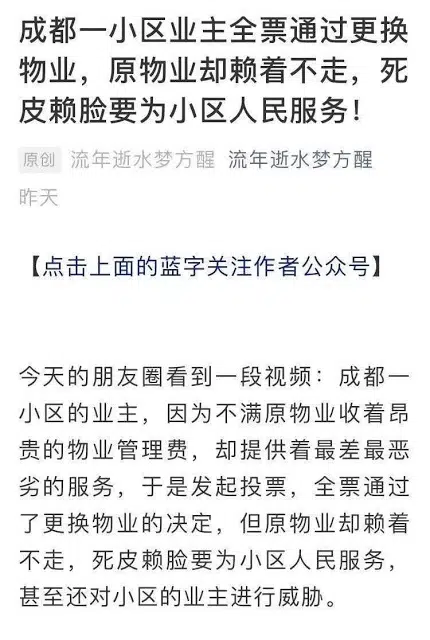 成都一小区业主全票通过更换
物业，原物业却赖着不走，死
皮赖脸要为小区人民服务！
原创 流年逝水梦方醒 流年逝水梦方醒
昨天
【点击上面的蓝字关注作者公众号】
今天的朋友圈看到一段视频：成都一
小区的业主，因为不满原物业收着昂
贵的物业管理费，却提供着最差最恶
劣的服务，于是发起投票，全票通过
了更换物业的决定，但原物业却赖着
不走，死皮赖脸要为小区人民服务，
甚至还对小区的业主进行威胁。